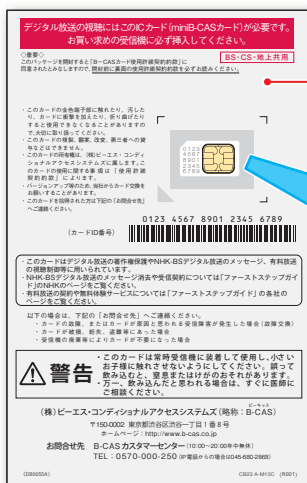 デジタル放送の視聴にはこのICカード(miniB-CASカード)が必要です。
お買い求めの受信機に必ず挿入してください。
<重要>
このパッケージを開封すると「B-CASカード使用許諾契約約款」に
同意されたとみなしますので、開封前に裏面の使用許諾契約約款を必ずお読みください。
BS・CS・地上共用
・このカードの金色端子部に触れたり、汚した
り、カードに衝撃を加えたり、折り曲げたり
すると使用できなくなることがありますの
で、大切に取り扱ってください。
・このカードの複製、翻案、改変、第三者への貸
与などはできません。
・このカードの所有権は、(株)ビーエス・コンディ
ショナルアクセスシステムズに属します。こ
のカードの使用に関する事項は「使用許諾
契約約款」によります。
・バージョンアップ等のため、当社からカード交換を
お願いすることがあります。
・このカードを拾得された方は下記の「お問合せ先」
へご連絡ください。
0123
4567
8901
2345
6789
0123 4567 8901 2345 6789
(カードID番号)
・このカードはデジタル放送の著作権保護やNHK-BSデジタル放送のメッセージ、有料放送
の視聴制御等に用いられています。
・NHK-BSデジタル放送のメッセージ消去や受信契約については「ファーストステップガイ
ド」のNHKのページをご覧ください。
・有料放送の契約や無料体験サービスについては「ファーストステップガイド」の各社の
ページをご覧ください。
以下の場合は、下記の「お問合せ先」へご連絡ください。
・カードの故障、またはカードが原因と思われる受信障害が発生した場合(故障交換)
・カードが破損、紛失、盗難等にあった場合
・受信機の廃棄等によりカードが不要になった場合
警告
・このカードは常時受信機に装着して使用し、小さい
お子様に触れさせないようにしてください。誤って
飲み込むと、窒息またはけがのおそれがあります。
・万一、飲み込んだと思われる場合は、すぐに医師に
ご相談ください。
(株)ビーエス・コンディショナルアクセスシステムズ(略称:B-CAS)
〒150-0002 東京都渋谷区渋谷一丁目1番8号
ホームページ:http://www.b-cas.co.jp
お問合せ先 B-CASカスタマーセンター(10:00~20:00年中無休)
TEL:0570-000-250(IP電話からの場合は045-680-2868)
(DB0055A)
CB23 A-M10C (R001)